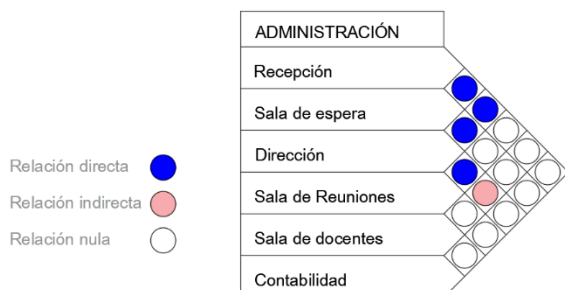 ADMINISTRACIÓN
Recepción
Sala de espera
Dirección
Sala de Reuniones
Sala de docentes
Contabilidad
Relación directa
Relación indirecta
Relación nula